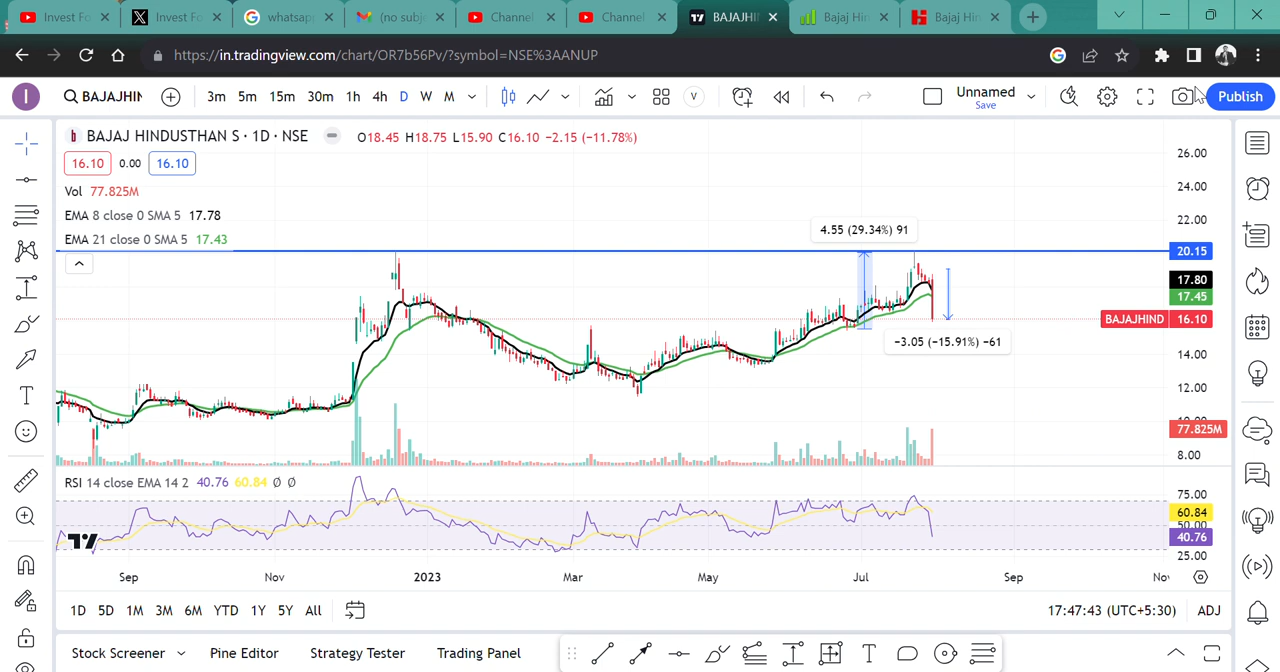 Invest Fo
Invest Fo
whatsap
(no subj
Channel
Channel
BAJAJHI
Bajaj Hin
Bajaj Hin
https://in.tradingview.com/chart/OR7b56Pv/?symbol=NSE%3AANUP
I
BAJAJHIN
3m 5m 15m 30m 1h 4h D W M
V
Unnamed
Save
Publish
b BAJAJ HINDUSTHAN S · 1D · NSE O18.45 H18.75 L15.90 C16.10 −2.15 (−11.78%)
16.10 0.00 16.10
Vol 77.825M
EMA 8 close 0 SMA 5 17.78
EMA 21 close 0 SMA 5 17.43
4.55 (29.34%) 91
−3.05 (−15.91%) −61
26.00
24.00
22.00
20.15
17.80
17.45
BAJAJHIND 16.10
14.00
12.00
10.00
77.825M
8.00
RSI 14 close EMA 14 2 40.76 60.84 Ø Ø
75.00
60.84
50.00
40.76
25.00
Sep Nov 2023 Mar May Jul Sep Nov
1D 5D 1M 3M 6M YTD 1Y 5Y All
17:47:43 (UTC+5:30) ADJ
Stock Screener Pine Editor Strategy Tester Trading Panel